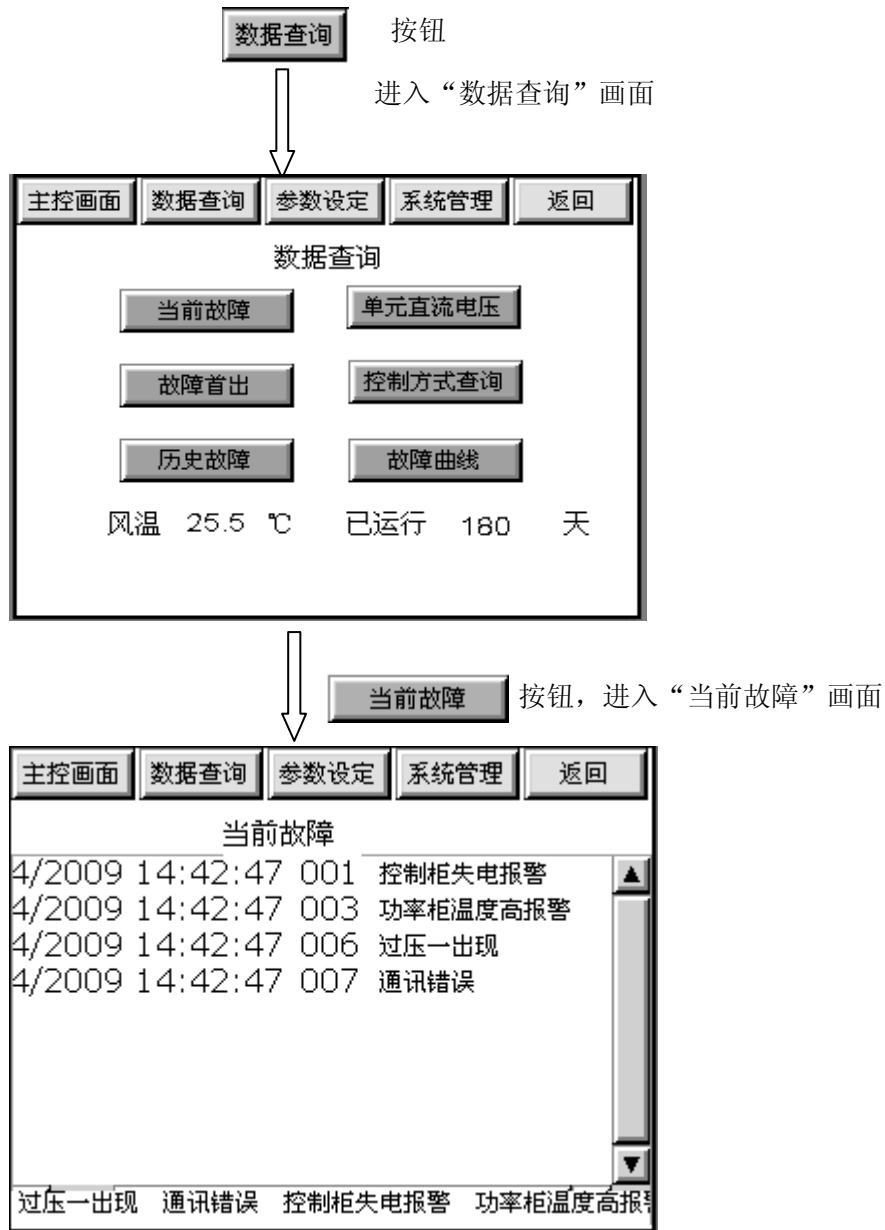 数据查询 按钮
进入“数据查询”画面
主控画面 数据查询 参数设定 系统管理 返回
数据查询
当前故障 单元直流电压
故障首出 控制方式查询
历史故障 故障曲线
风温 25.5 ℃ 已运行 180 天
当前故障 按钮，进入“当前故障”画面
主控画面 数据查询 参数设定 系统管理 返回
当前故障
4/2009 14:42:47 001 控制柜失电报警
4/2009 14:42:47 003 功率柜温度高报警
4/2009 14:42:47 006 过压一出现
4/2009 14:42:47 007 通讯错误
过压一出现 通讯错误 控制柜失电报警 功率柜温度高报